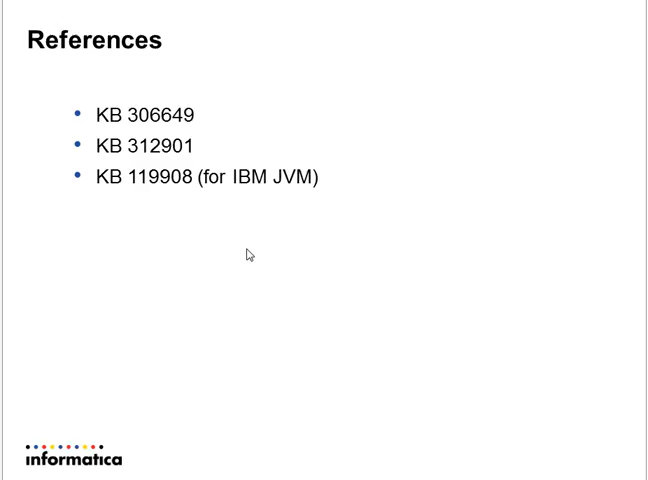 References
KB 306649
KB 312901
KB 119908 (for IBM JVM)
informatica